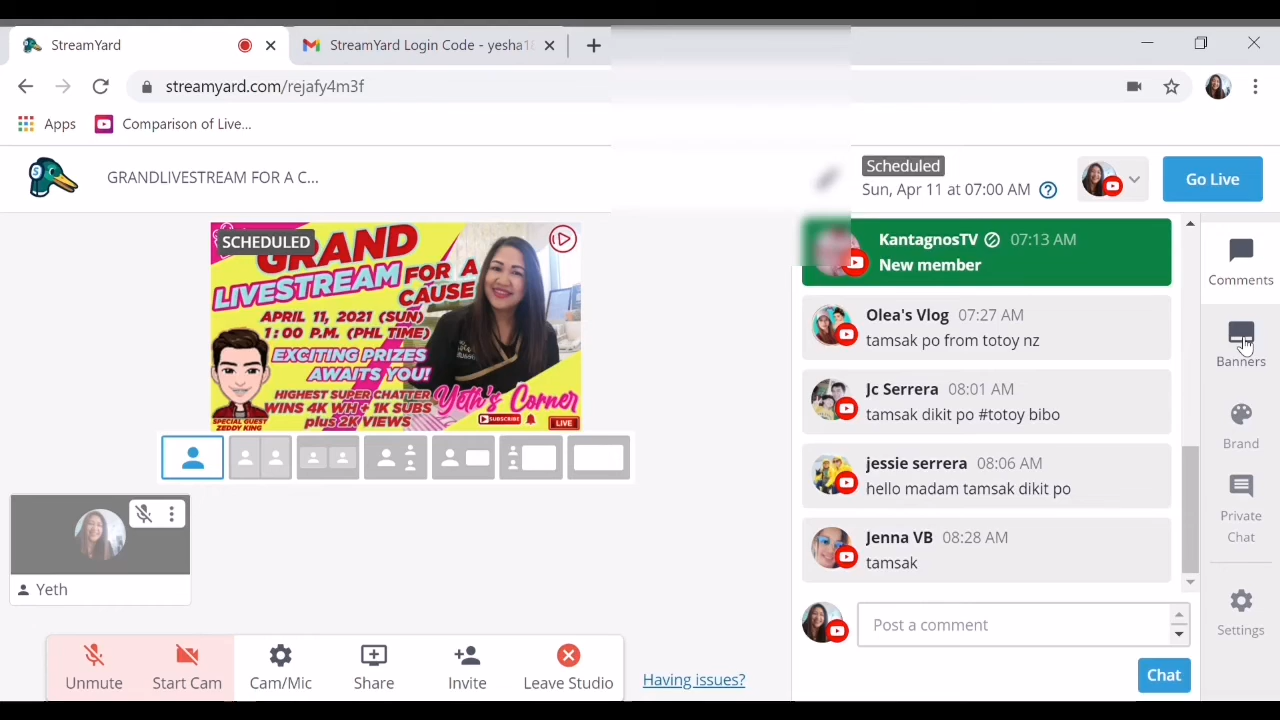 StreamYard
StreamYard Login Code - yesha1
streamyard.com/rejafy4m3f
Apps
Comparison of Live...
GRANDLIVESTREAM FOR A C...
Scheduled
Sun, Apr 11 at 07:00 AM
Go Live
SCHEDULED
GRAND
LIVESTREAM FOR A
CAUSE
APRIL 11, 2021 (SUN)
1:00 P.M. (PHL TIME)
EXCITING PRIZES
AWAITS YOU!
HIGHEST SUPER CHATTER
WINS 4K WH + 1K SUBS
plus 2K VIEWS
Yeth's Corner
SPECIAL GUEST
ZEDDY KING
SUBSCRIBE
LIVE
Yeth
KantagnosTV 07:13 AM
New member
Olea's Vlog 07:27 AM
tamsak po from totoy nz
Jc Serrera 08:01 AM
tamsak dikit po #totoy bibo
jessie serrera 08:06 AM
hello madam tamsak dikit po
Jenna VB 08:28 AM
tamsak
Post a comment
Chat
Comments
Banners
Brand
Private
Chat
Settings
Unmute
Start Cam
Cam/Mic
Share
Invite
Leave Studio
Having issues?